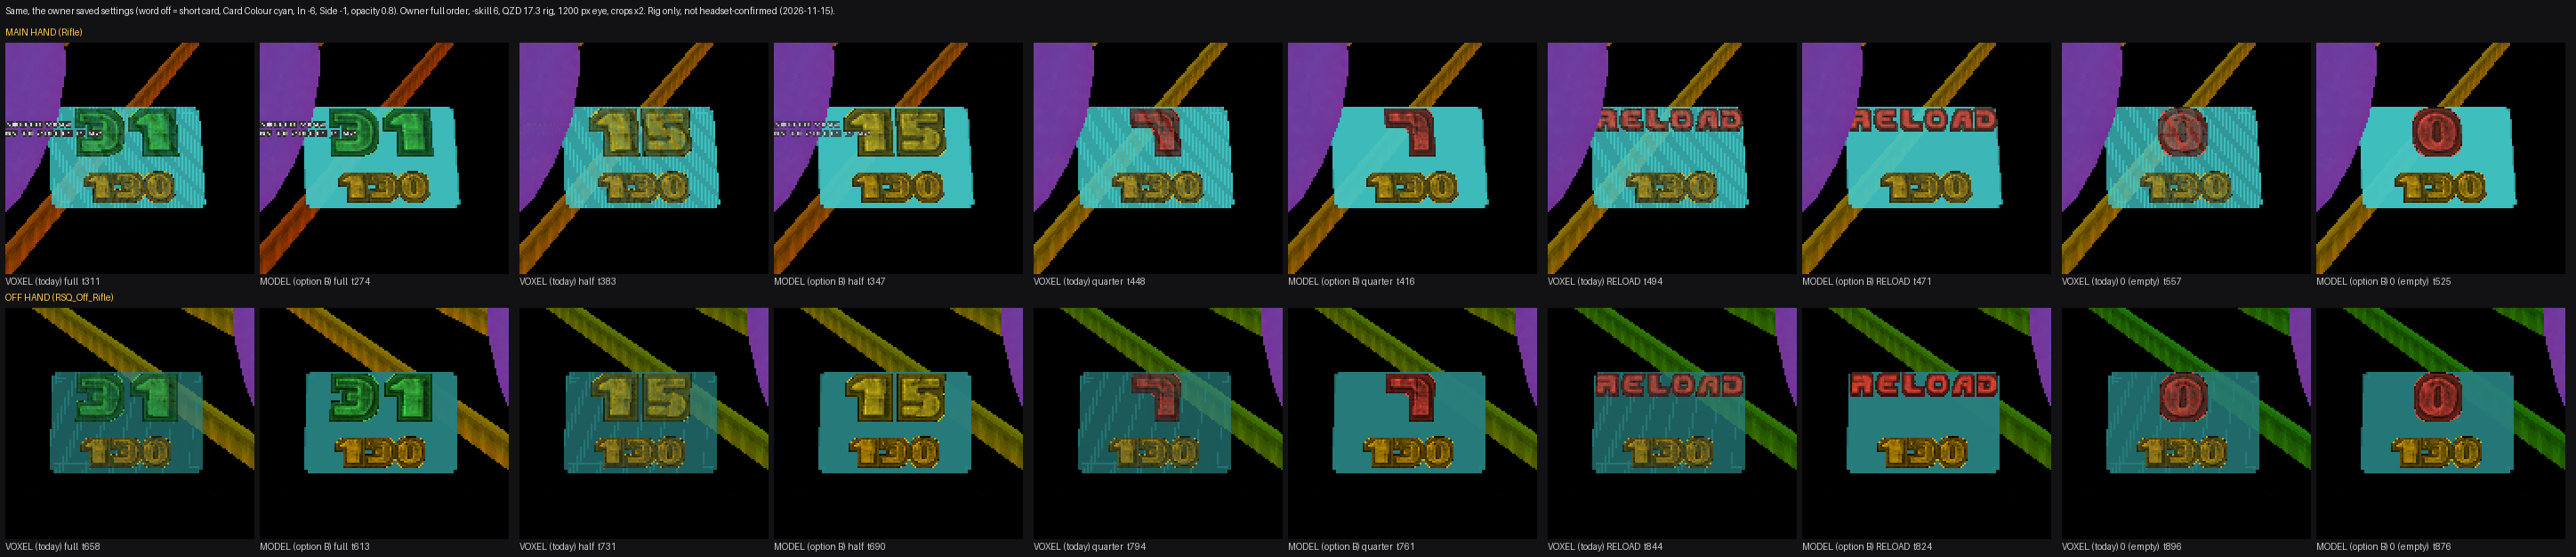 Same, the owner saved settings (word off = short card, Card Colour cyan, In -6, Side -1, opacity 0.8). Owner full order, -skill 6, QZD 17.3 rig, 1200 px eye, crops x2. Rig only, not headset-confirmed (2026-11-15).
MAIN HAND (Rifle)
31 130
31 130
15 130
15 130
7 130
7 130
RELOAD 130
RELOAD 130
0 130
0 130
VOXEL (today) full t311
MODEL (option B) full t274
VOXEL (today) half t383
MODEL (option B) half t347
VOXEL (today) quarter t448
MODEL (option B) quarter t416
VOXEL (today) RELOAD t494
MODEL (option B) RELOAD t471
VOXEL (today) 0 (empty) t557
MODEL (option B) 0 (empty) t525
OFF HAND (RSQ_Off_Rifle)
31 130
31 130
15 130
15 130
7 130
7 130
RELOAD 130
RELOAD 130
0 130
0 130
VOXEL (today) full t658
MODEL (option B) full t613
VOXEL (today) half t731
MODEL (option B) half t690
VOXEL (today) quarter t794
MODEL (option B) quarter t761
VOXEL (today) RELOAD t844
MODEL (option B) RELOAD t824
VOXEL (today) 0 (empty) t896
MODEL (option B) 0 (empty) t876